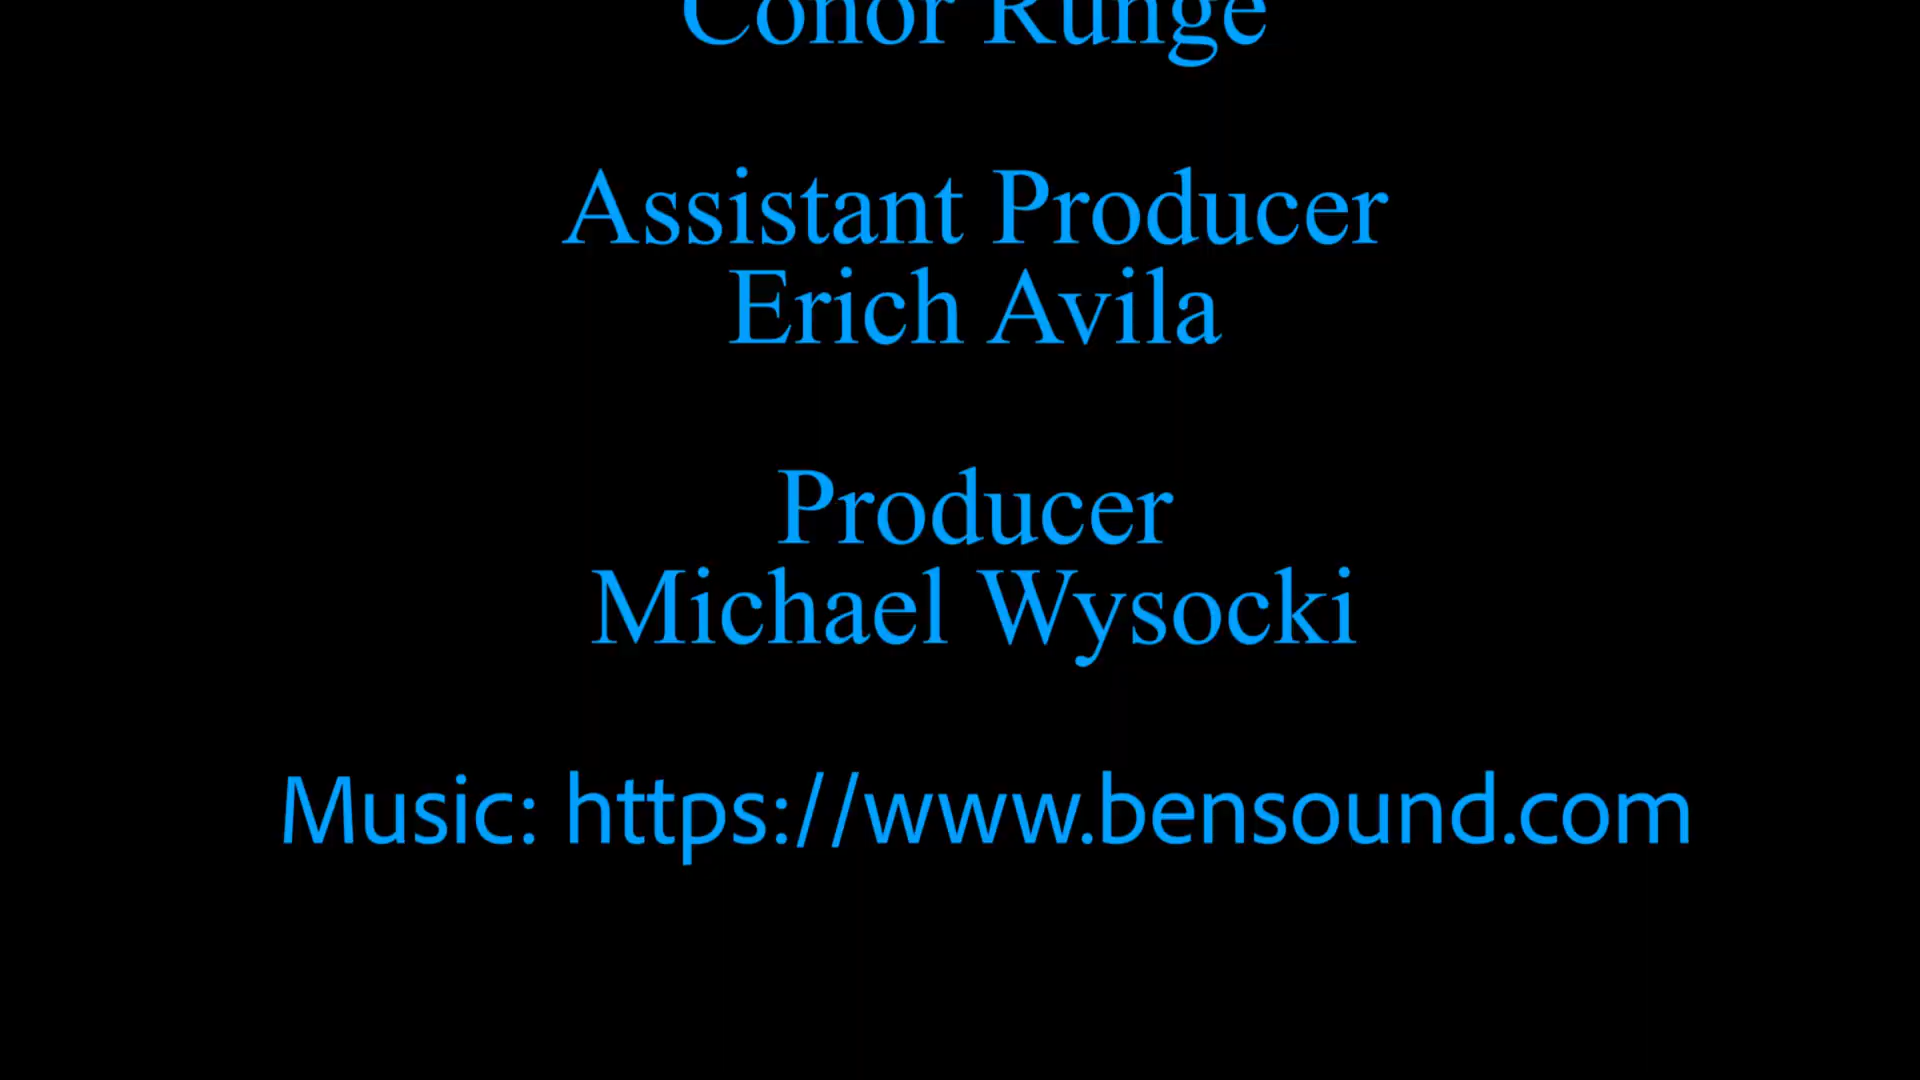 Conor Runge
Assistant Producer
Erich Avila
Producer
Michael Wysocki
Music: https://www.bensound.com